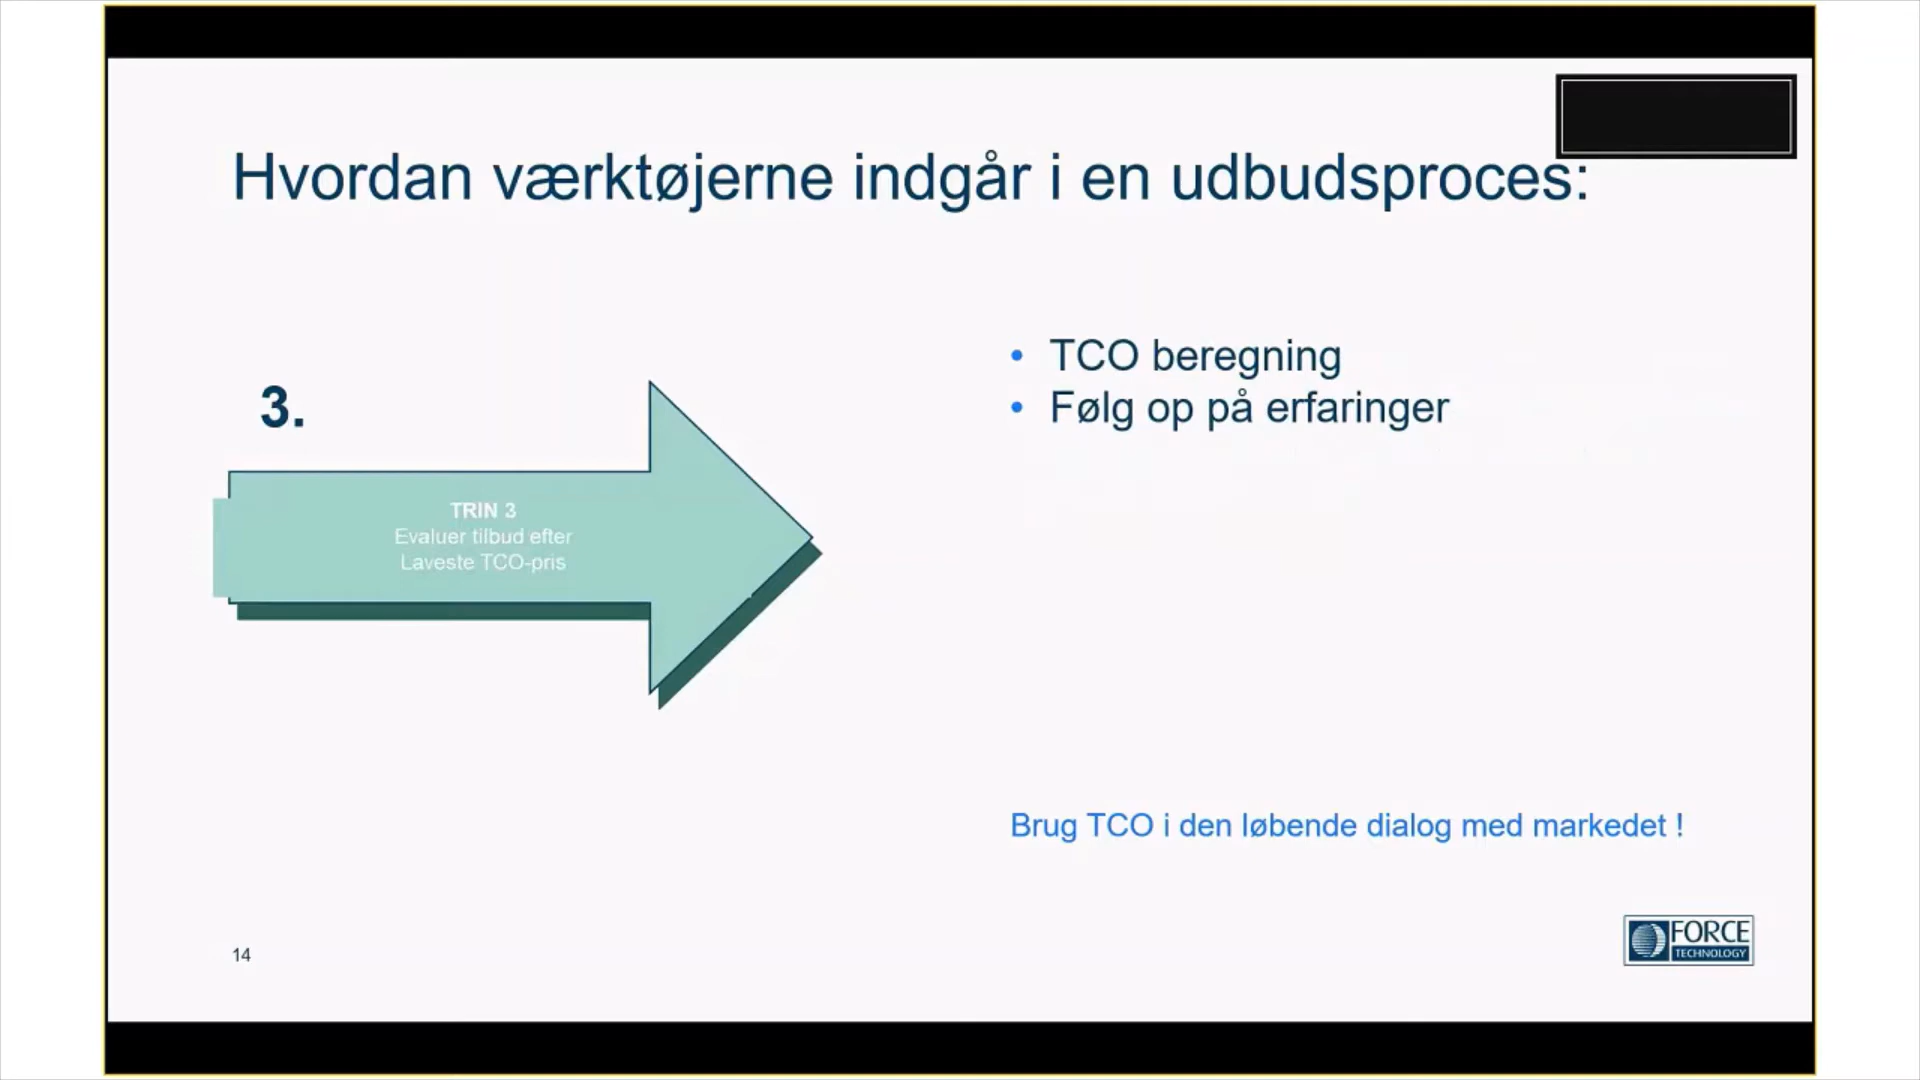 Hvordan værktøjerne indgår i en udbudsproces:
3.
TRIN 3
Evaluer tilbud efter
Laveste TCO-pris
• TCO beregning
• Følg op på erfaringer
Brug TCO i den løbende dialog med markedet !
14
FORCE
TECHNOLOGY